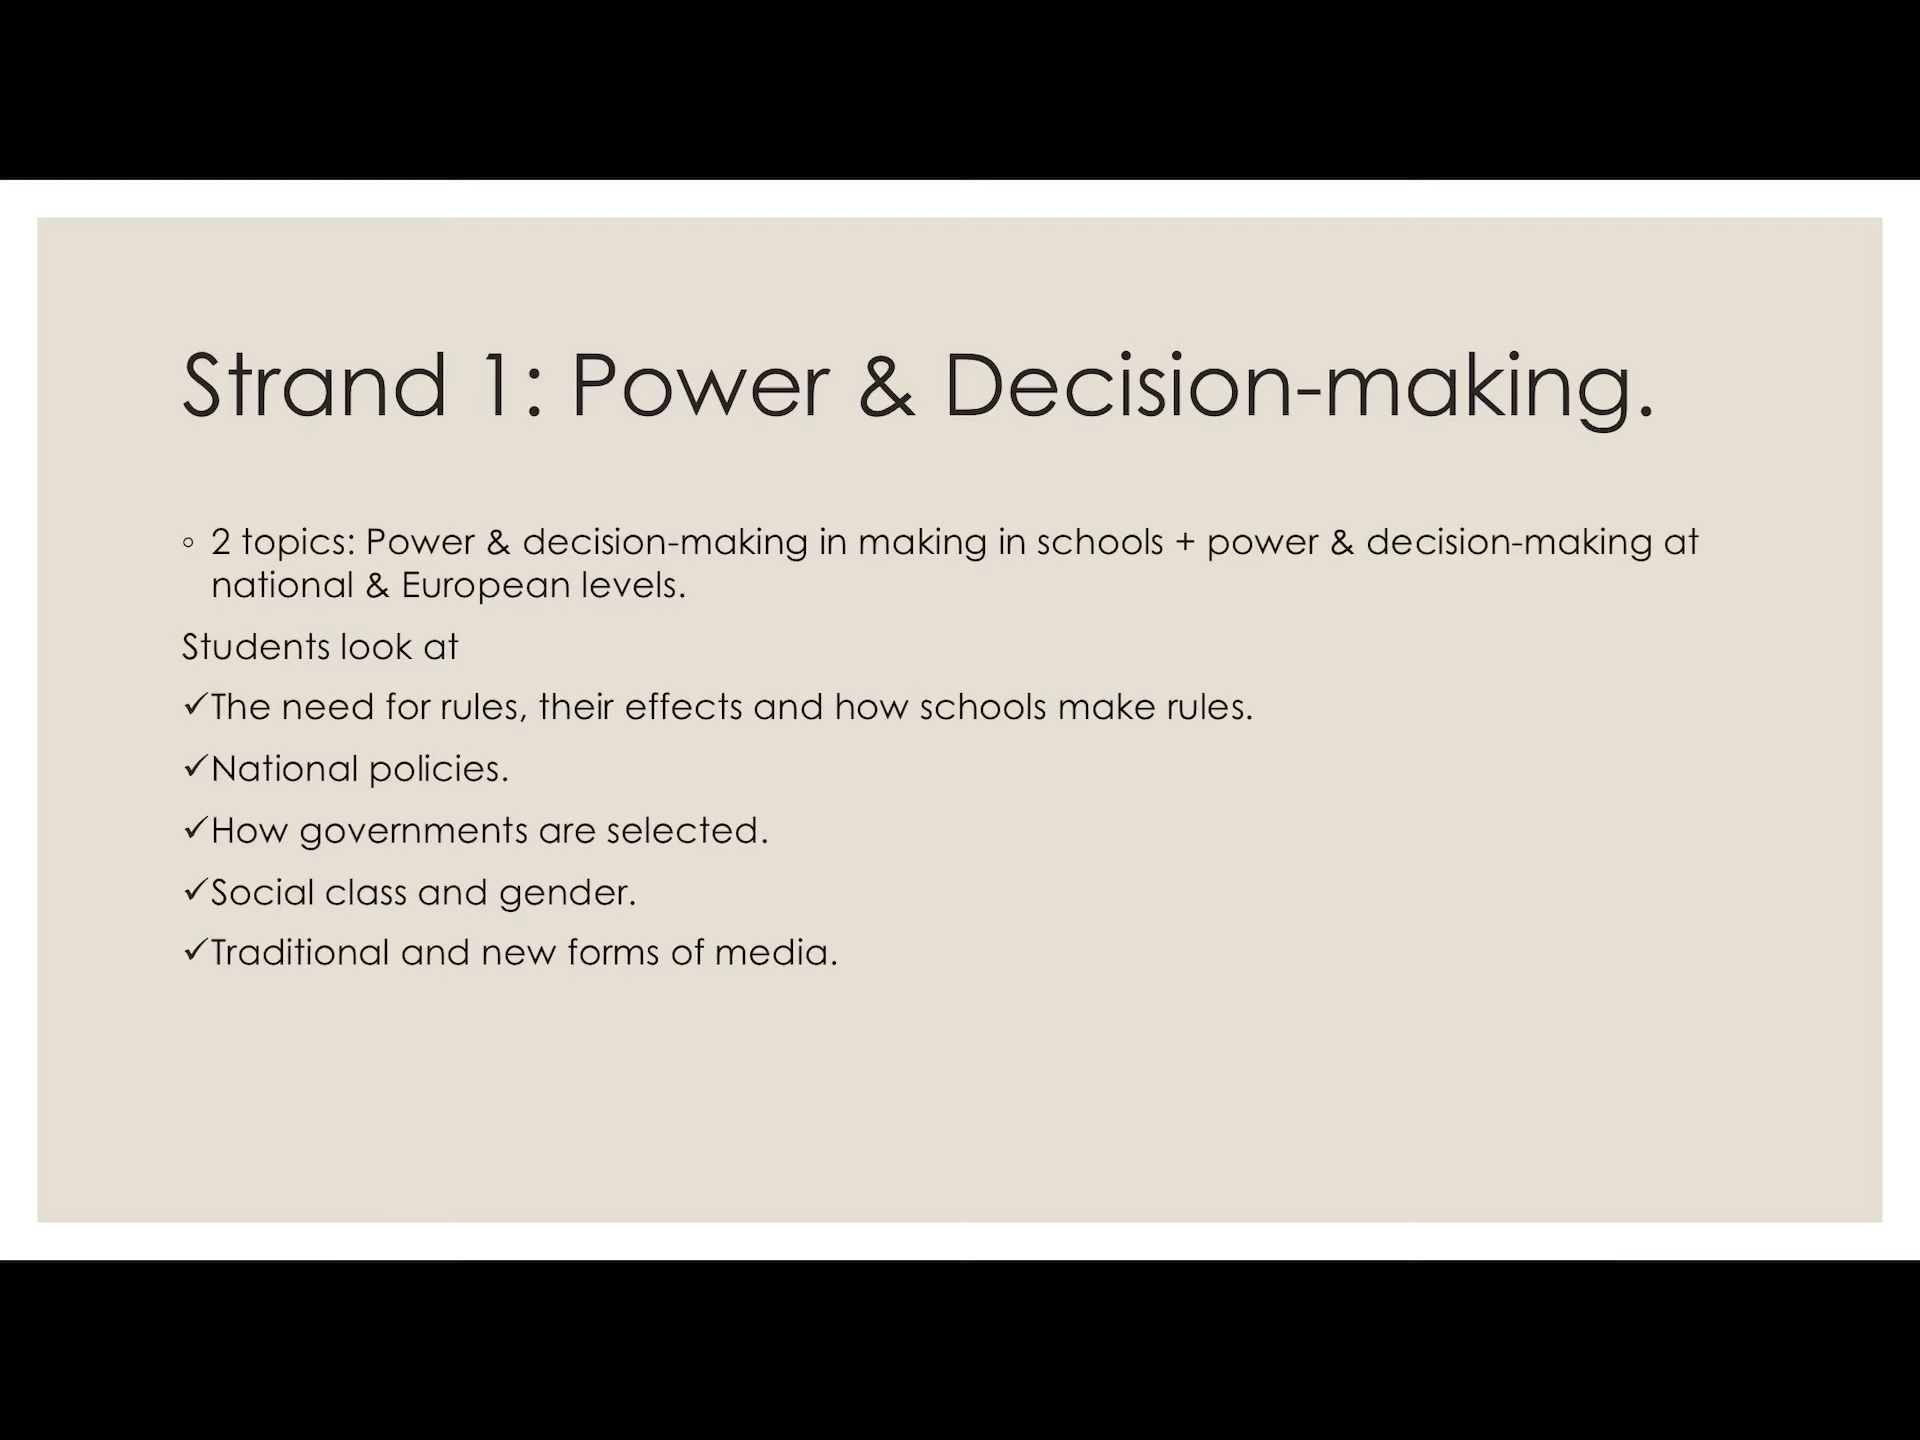 Strand 1: Power & Decision-making.
◦ 2 topics: Power & decision-making in making in schools + power & decision-making at
national & European levels.
Students look at
✓The need for rules, their effects and how schools make rules.
✓National policies.
✓How governments are selected.
✓Social class and gender.
✓Traditional and new forms of media.